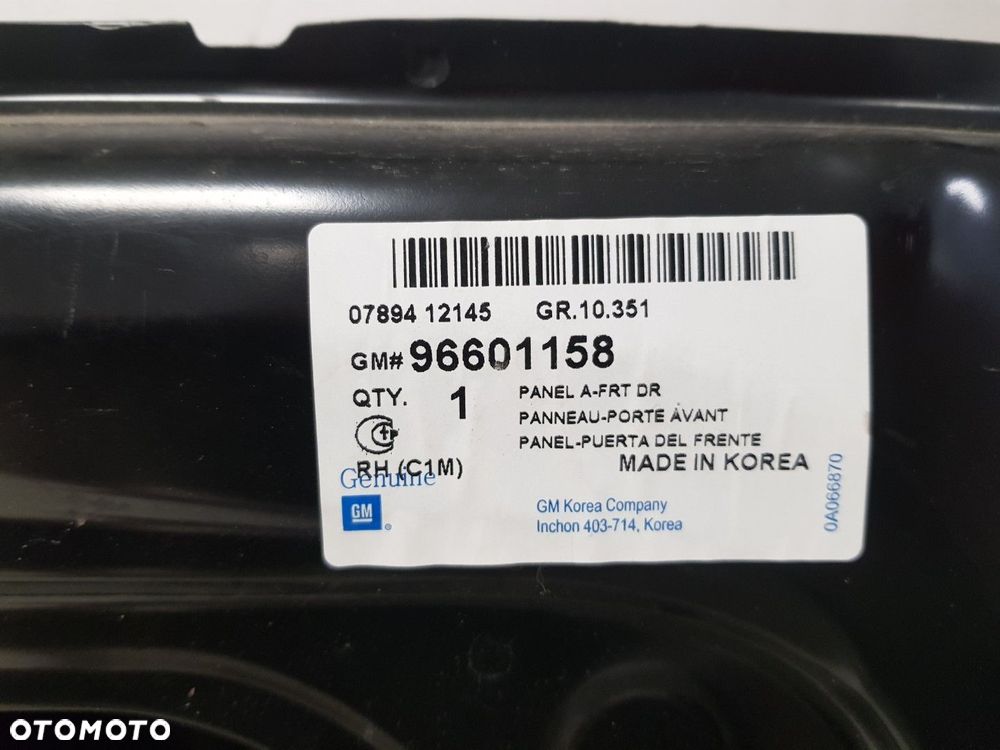 07894 12145 GR.10.351
GM# 96601158
QTY. 1
PANEL A-FRT DR
PANNEAU-PORTE AVANT
PANEL-PUERTA DEL FRENTE
RH (C1M)
MADE IN KOREA
Genuine
GM
®
GM Korea Company
Inchon 403-714, Korea
0A066870
OTOMOTO